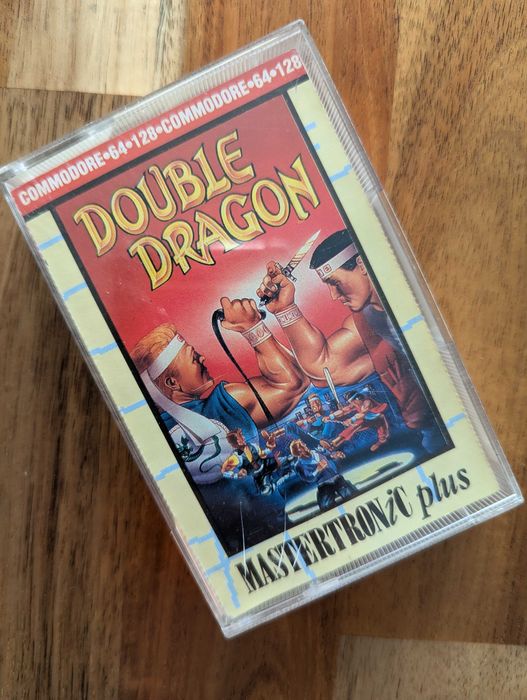 COMMODORE•64•128•COMMODORE•64•128
DOUBLE
DRAGON
MASTERTRONiC plus